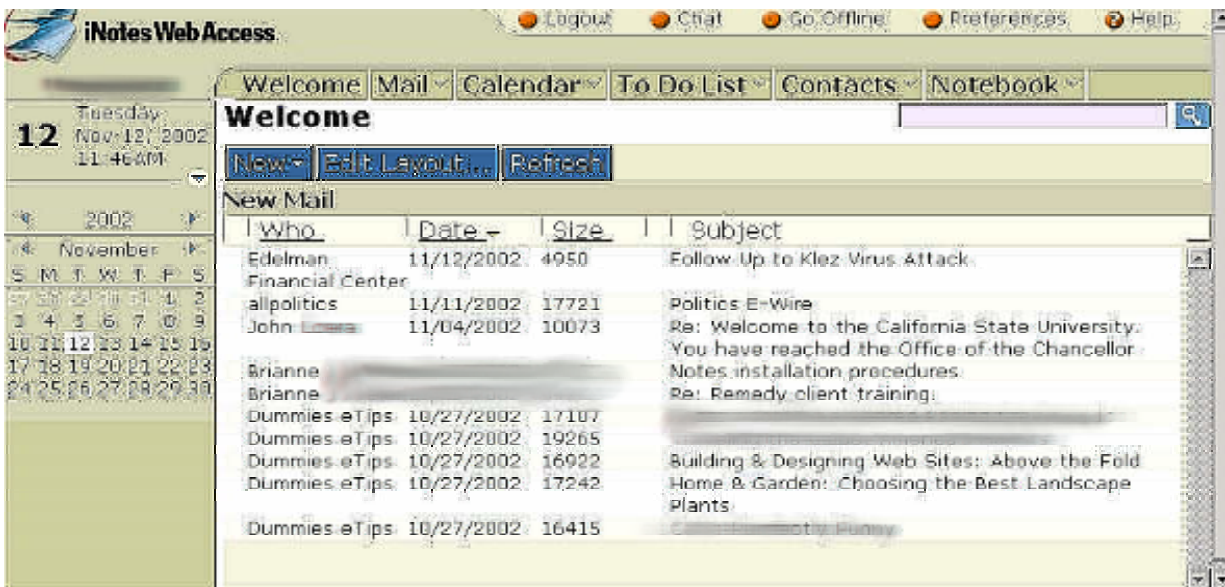 iNotes Web Access
Logout Chat Go Offline Preferences Help
Welcome Mail Calendar To Do List Contacts Notebook
12 Tuesday
Nov 12, 2002
11:46AM
Welcome
New Edit Layout... Refresh
2002
November
S M T W T F S
27 28 29 30 31 1 2
3 4 5 6 7 8 9
10 11 12 13 14 15 16
17 18 19 20 21 22 23
24 25 26 27 28 29 30
New Mail
Who Date Size Subject
Edelman 11/12/2002 4950 Follow Up to Klez Virus Attack
Financial Center
allpolitics 11/11/2002 17721 Politics E-Wire
John 11/04/2002 10073 Re: Welcome to the California State University.
You have reached the Office of the Chancellor
Brianne Notes installation procedures
Brianne Re: Remedy client training
Dummies eTips 10/27/2002 17107
Dummies eTips 10/27/2002 19265
Dummies eTips 10/27/2002 16922 Building & Designing Web Sites: Above the Fold
Dummies eTips 10/27/2002 17242 Home & Garden: Choosing the Best Landscape
Plants
Dummies eTips 10/27/2002 16415